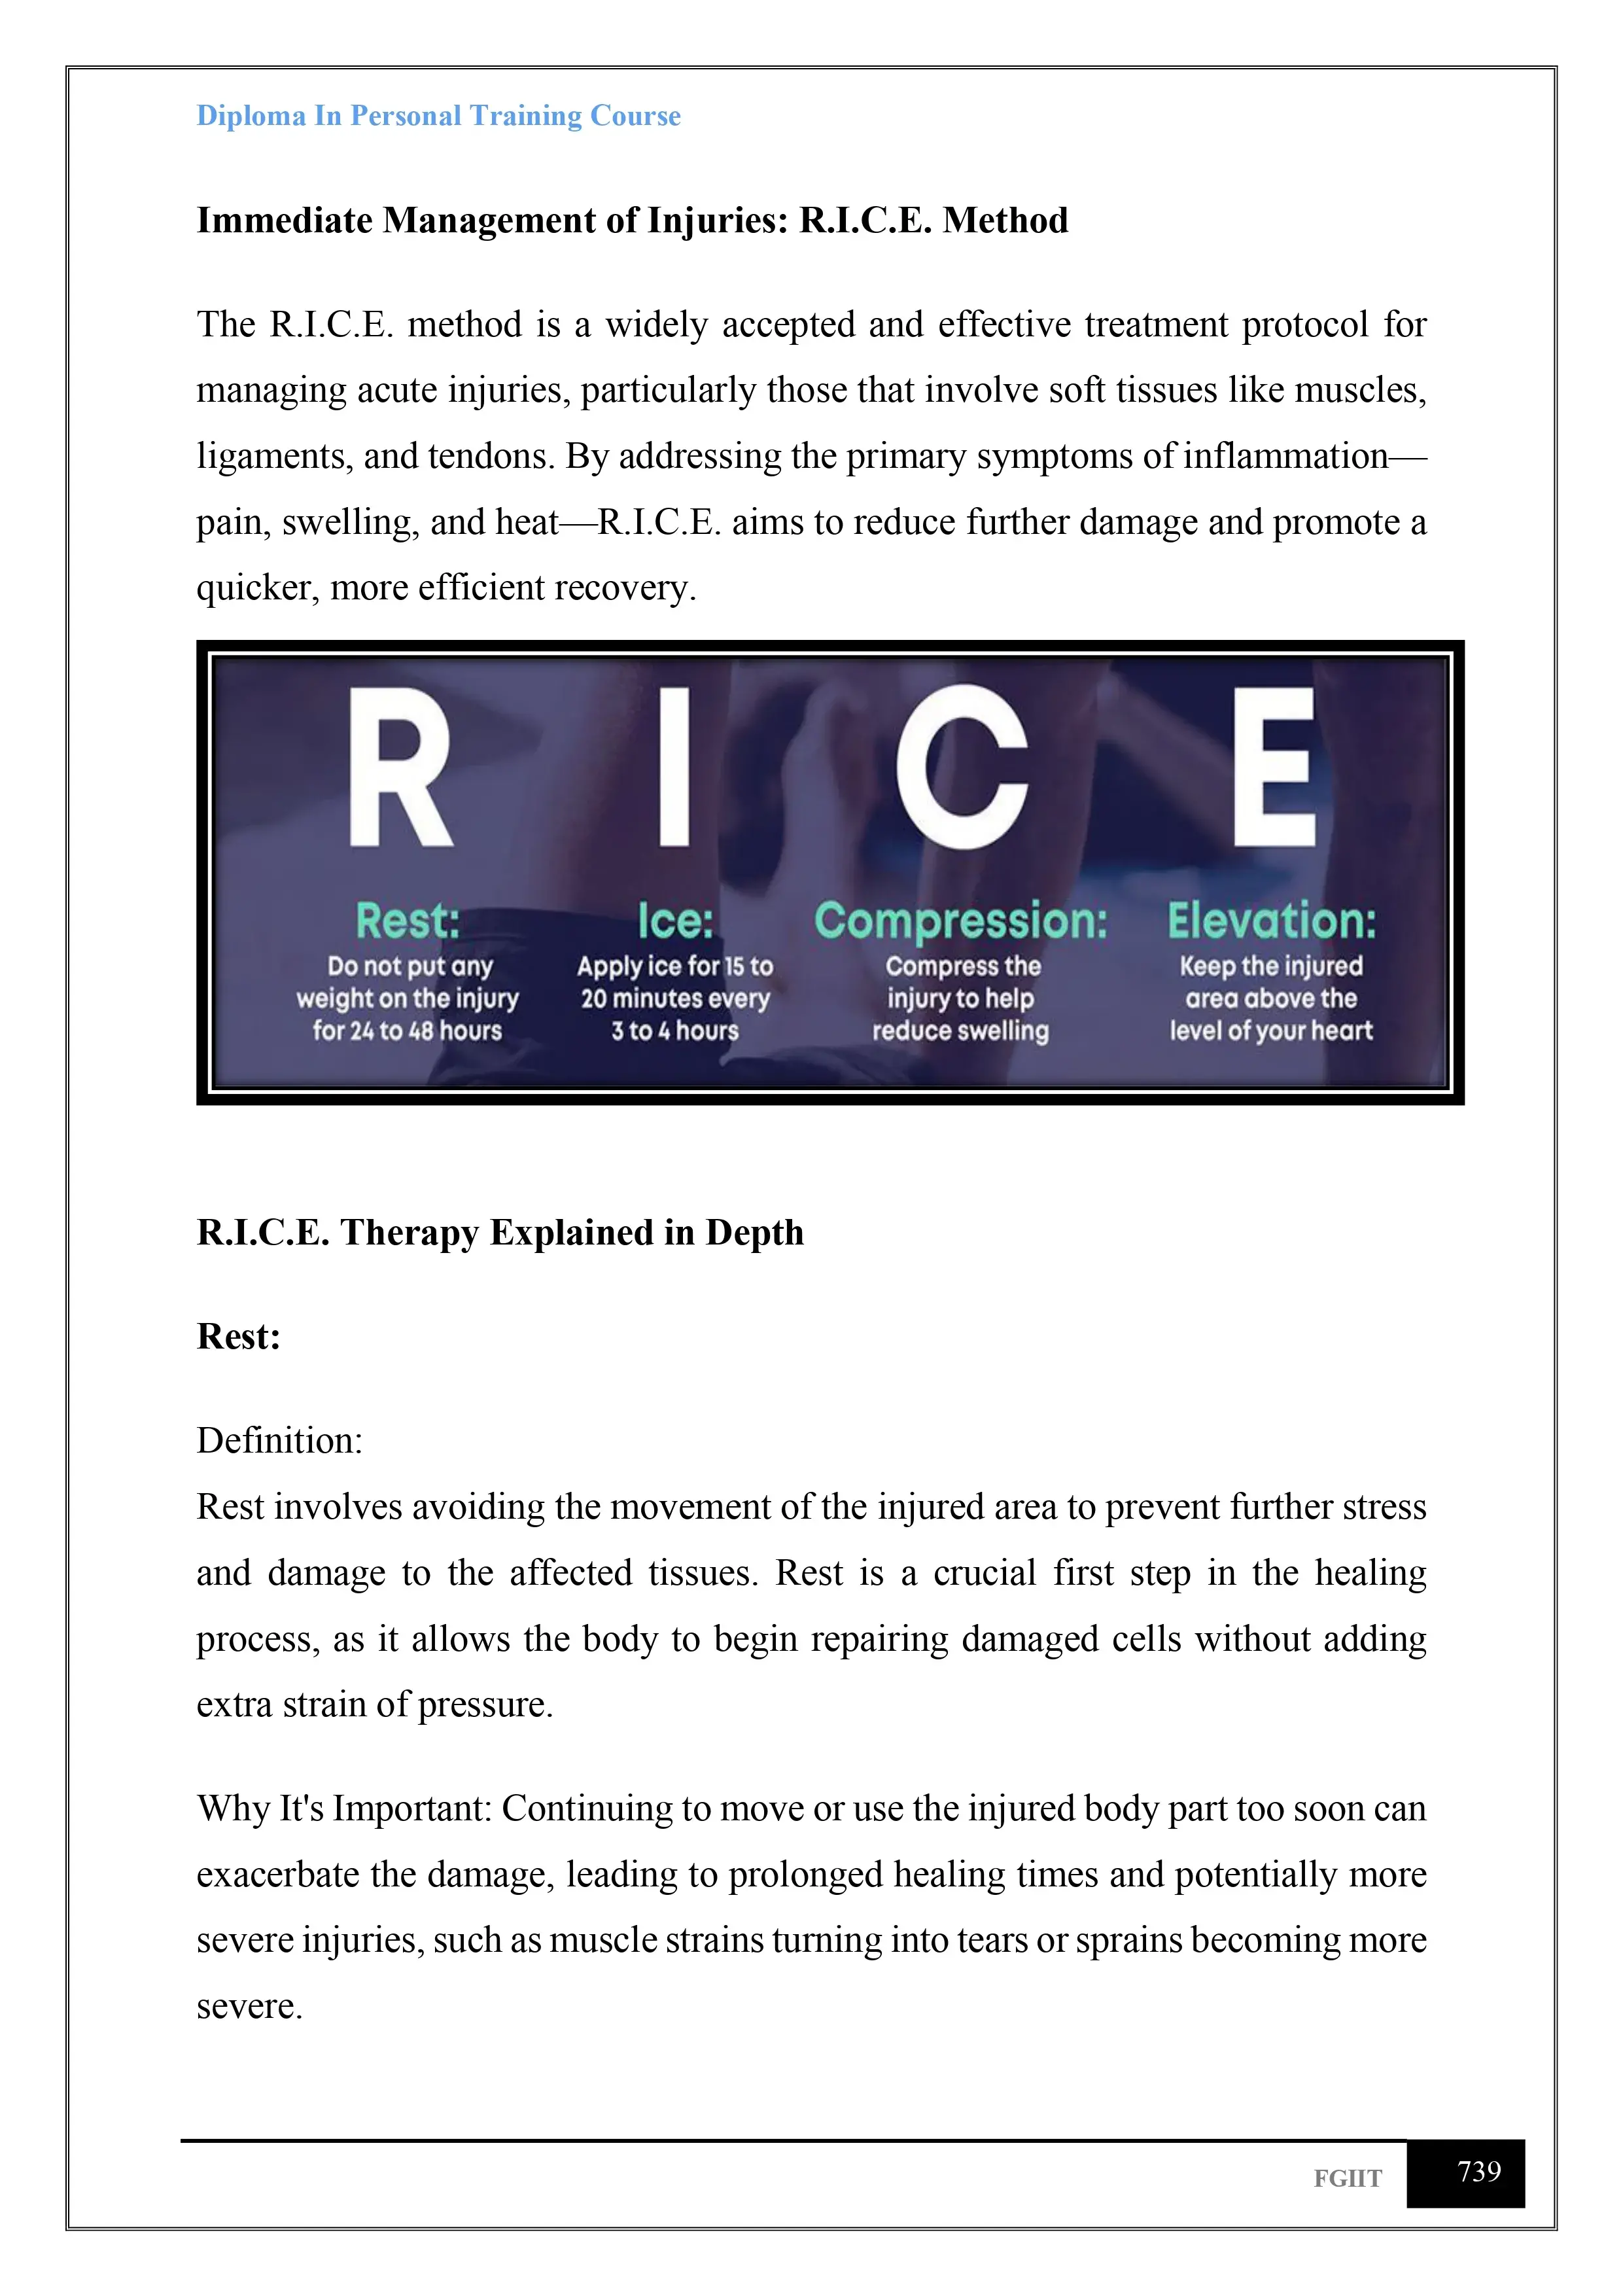 Diploma In Personal Training Course
Immediate Management of Injuries: R.I.C.E. Method
The R.I.C.E. method is a widely accepted and effective treatment protocol for
managing acute injuries, particularly those that involve soft tissues like muscles,
ligaments, and tendons. By addressing the primary symptoms of inflammation—
pain, swelling, and heat—R.I.C.E. aims to reduce further damage and promote a
quicker, more efficient recovery.
R I C E
Rest: Ice: Compression: Elevation:
Do not put any Apply ice for 15 to Compress the Keep the injured
weight on the injury 20 minutes every injury to help area above the
for 24 to 48 hours 3 to 4 hours reduce swelling level of your heart
R.I.C.E. Therapy Explained in Depth
Rest:
Definition:
Rest involves avoiding the movement of the injured area to prevent further stress
and damage to the affected tissues. Rest is a crucial first step in the healing
process, as it allows the body to begin repairing damaged cells without adding
extra strain of pressure.
Why It's Important: Continuing to move or use the injured body part too soon can
exacerbate the damage, leading to prolonged healing times and potentially more
severe injuries, such as muscle strains turning into tears or sprains becoming more
severe.
FGIIT 739